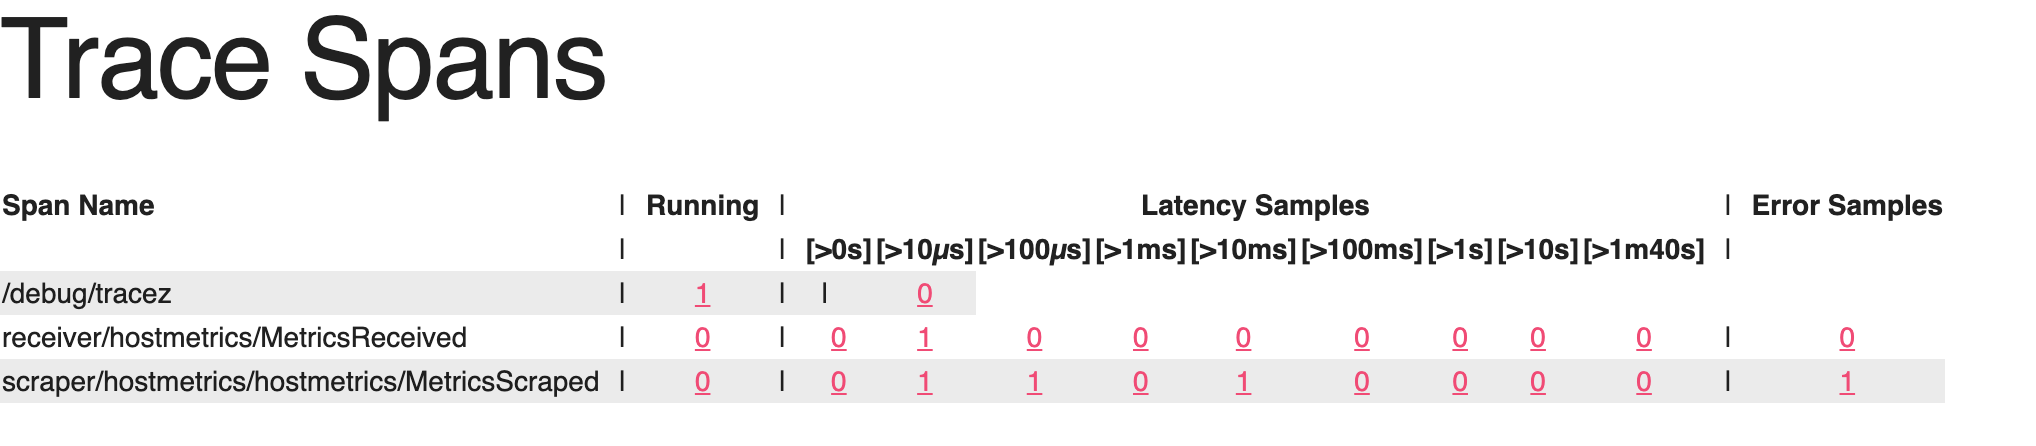 Trace Spans
Span Name | Running | Latency Samples | Error Samples
| | [>0s] [>10µs] [>100µs] [>1ms] [>10ms] [>100ms] [>1s] [>10s] [>1m40s] |
/debug/tracez | 1 | | 0
receiver/hostmetrics/MetricsReceived | 0 | 0 1 0 0 0 0 0 0 0 | 0
scraper/hostmetrics/hostmetrics/MetricsScraped | 0 | 0 1 1 0 1 0 0 0 0 | 1